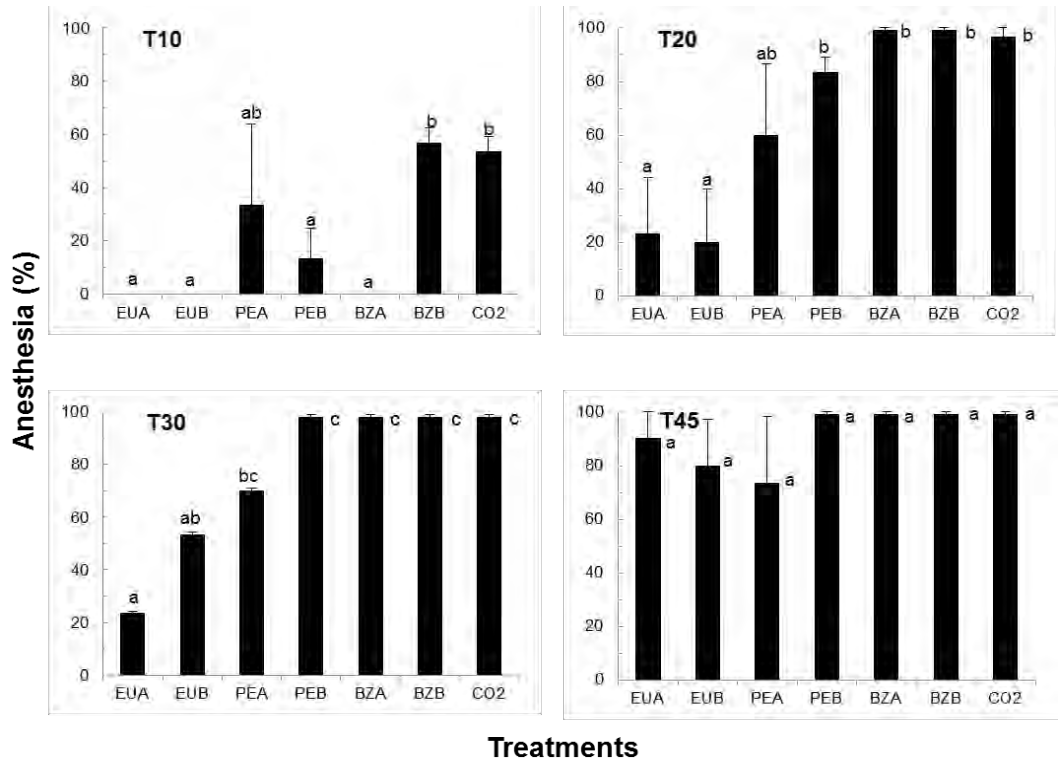 Anesthesia (%)
T10
100
80
60
40
20
0
a
a
ab
a
a
b
b
EUA EUB PEA PEB BZA BZB CO2
T20
100
80
60
40
20
0
a
a
ab
b
b
b
b
EUA EUB PEA PEB BZA BZB CO2
T30
100
80
60
40
20
0
a
ab
bc
c
c
c
c
EUA EUB PEA PEB BZA BZB CO2
T45
100
80
60
40
20
0
a
a
a
a
a
a
a
EUA EUB PEA PEB BZA BZB CO2
Treatments